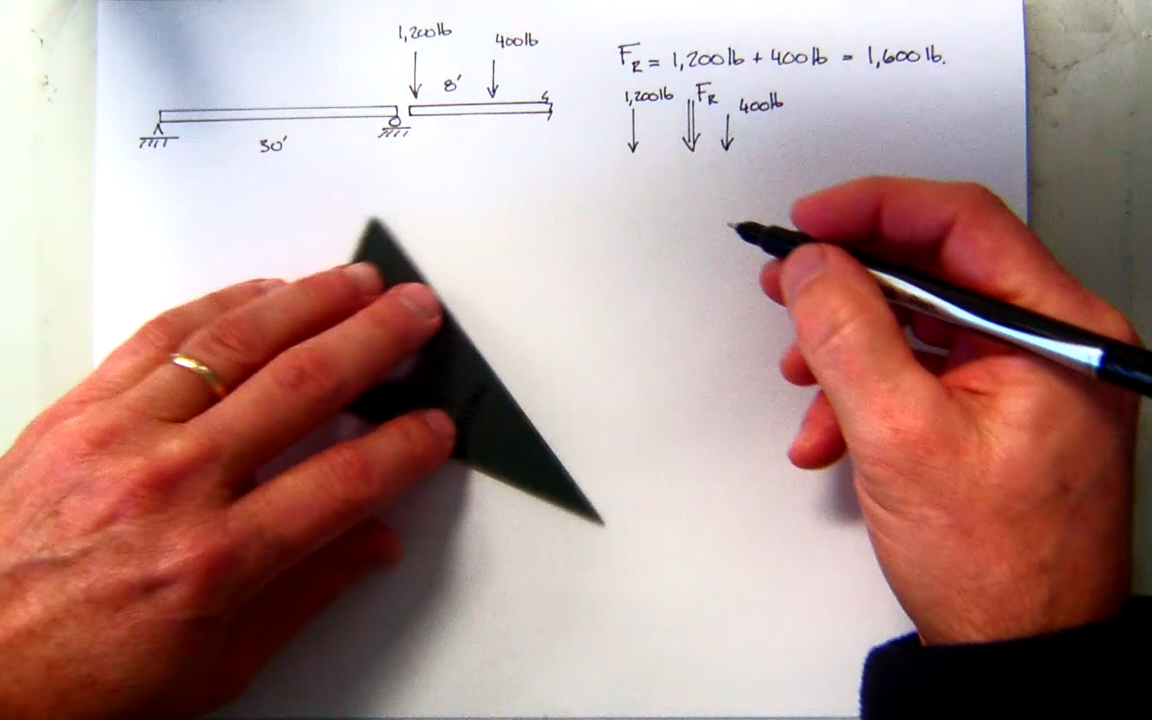 1,200lb
400lb
8'
30'
F_R = 1,200lb + 400lb = 1,600lb.
1,200lb
F_R
400lb